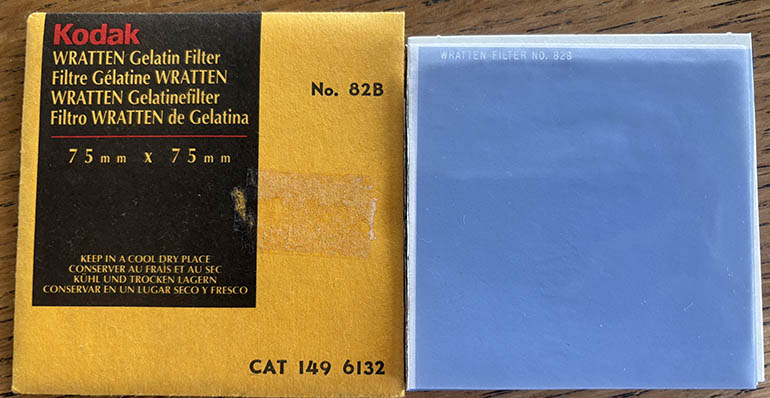 Kodak
WRATTEN Gelatin Filter
Filtre Gélatine WRATTEN
WRATTEN Gelatinefilter
Filtro WRATTEN de Gelatina
75mm x 75mm
KEEP IN A COOL DRY PLACE
CONSERVER AU FRAIS ET AU SEC
KÜHL UND TROCKEN LAGERN
CONSERVAR EN UN LUGAR SECO Y FRESCO
No. 82B
CAT 149 6132
WRATTEN FILTER NO. 82B